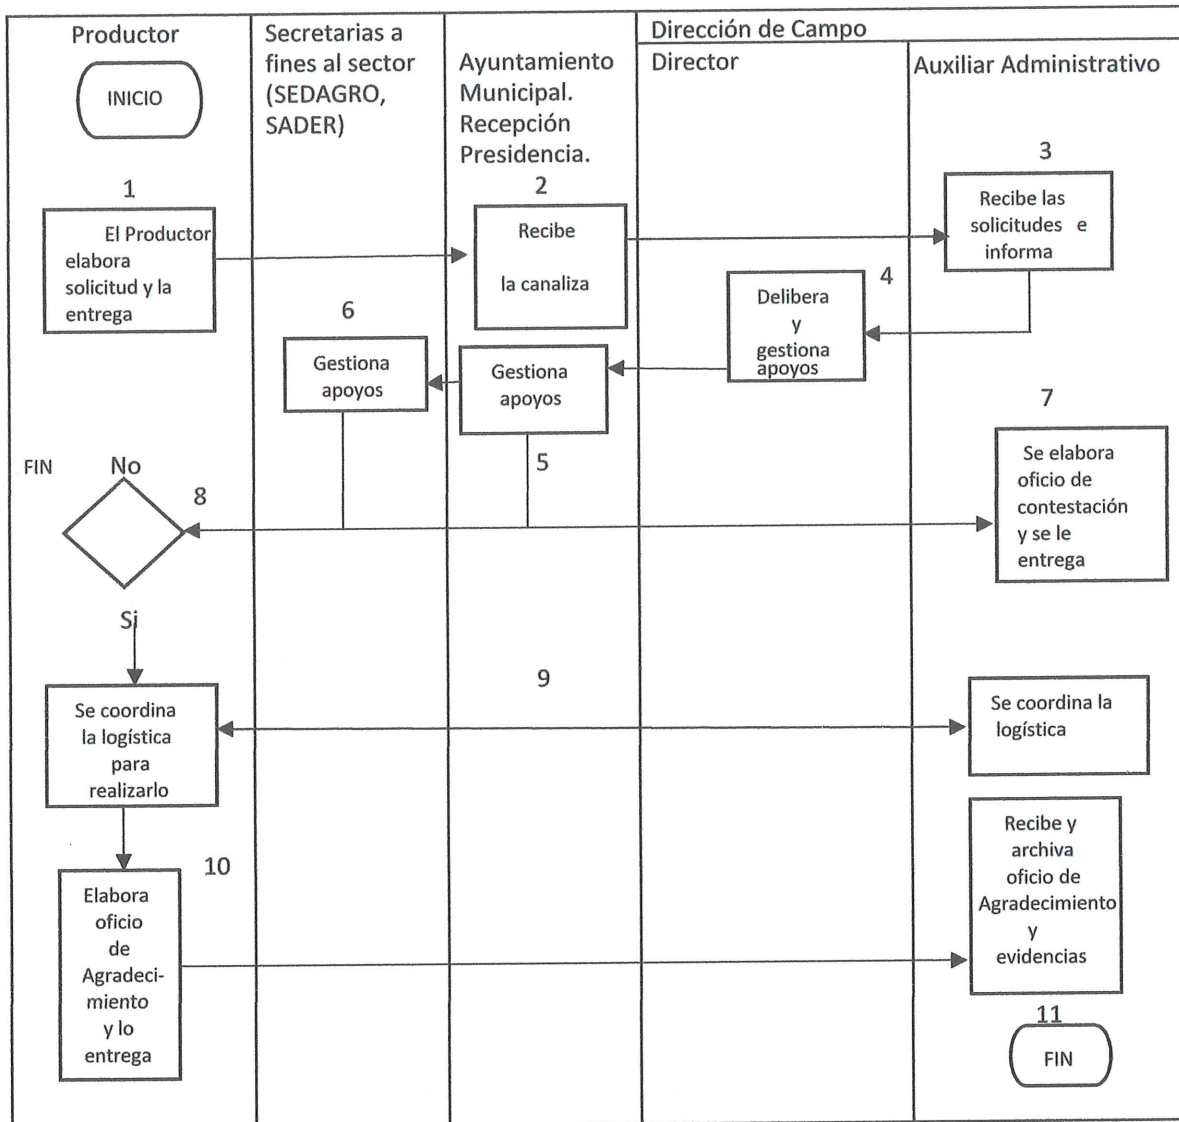 Productor
Secretarias a
fines al sector
(SEDAGRO,
SADER)
Ayuntamiento
Municipal.
Recepción
Presidencia.
Dirección de Campo
Director
Auxiliar Administrativo
INICIO
1
El Productor
elabora
solicitud y la
entrega
2
Recibe
la canaliza
3
Recibe las
solicitudes e
informa
4
Delibera
y
gestiona
apoyos
6
Gestiona
apoyos
Gestiona
apoyos
5
7
Se elabora
oficio de
contestación
y se le
entrega
FIN
No
8
Si
9
Se coordina
la logística
para
realizarlo
Se coordina la
logística
10
Elabora
oficio
de
Agradeci-
miento
y lo
entrega
Recibe y
archiva
oficio de
Agradecimiento
y
evidencias
11
FIN